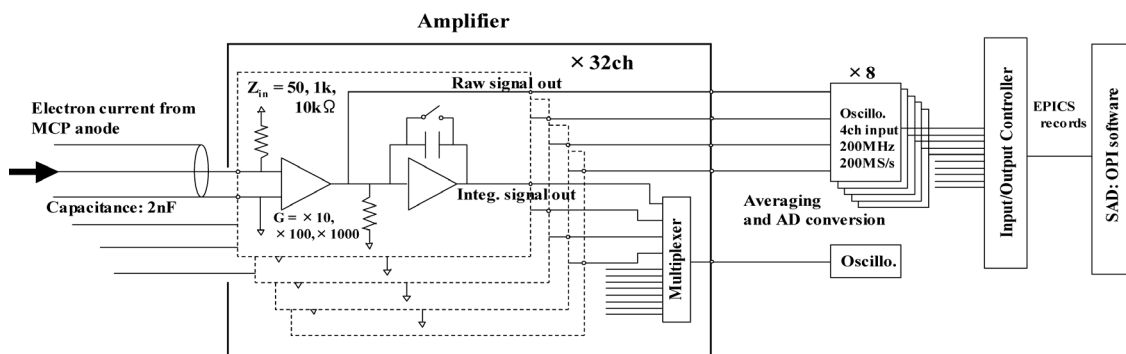 Amplifier
× 32ch
Z_in = 50, 1k,
10kΩ
Raw signal out
Electron current from
MCP anode
Capacitance: 2nF
G = × 10,
× 100, × 1000
Integ. signal out
Multiplexer
× 8
Oscillo.
4ch input
200MHz
200MS/s
Averaging
and AD conversion
Oscillo.
Input/Output Controller
EPICS
records
SAD: OPI software